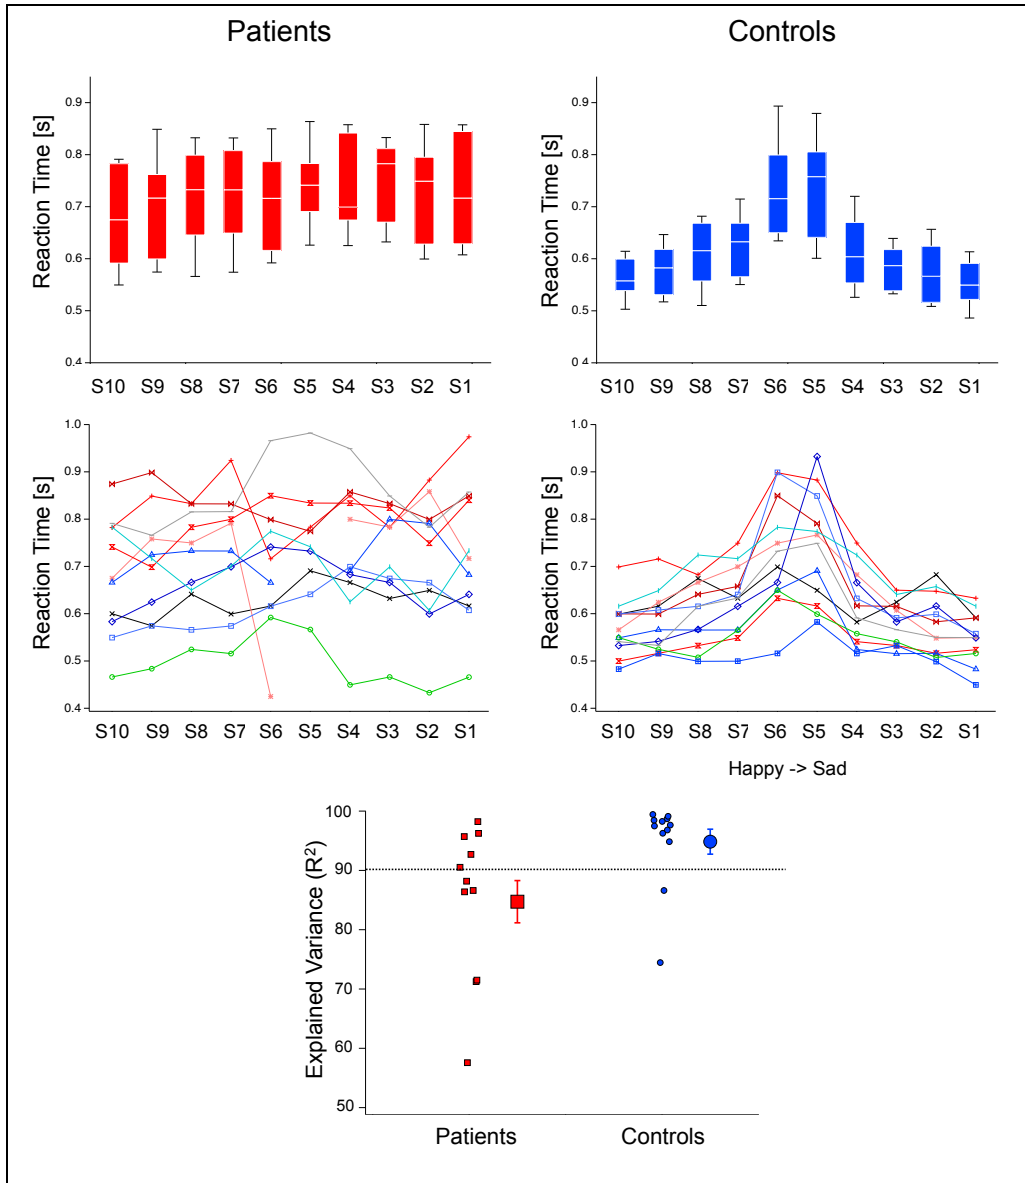 Patients
Controls
Reaction Time [s]
0.9
0.8
0.7
0.6
0.5
0.4
S10 S9 S8 S7 S6 S5 S4 S3 S2 S1
Reaction Time [s]
0.9
0.8
0.7
0.6
0.5
0.4
S10 S9 S8 S7 S6 S5 S4 S3 S2 S1
Reaction Time [s]
1.0
0.9
0.8
0.7
0.6
0.5
0.4
S10 S9 S8 S7 S6 S5 S4 S3 S2 S1
Reaction Time [s]
1.0
0.9
0.8
0.7
0.6
0.5
0.4
S10 S9 S8 S7 S6 S5 S4 S3 S2 S1
Happy -> Sad
Explained Variance (R²)
100
90
80
70
60
50
Patients
Controls